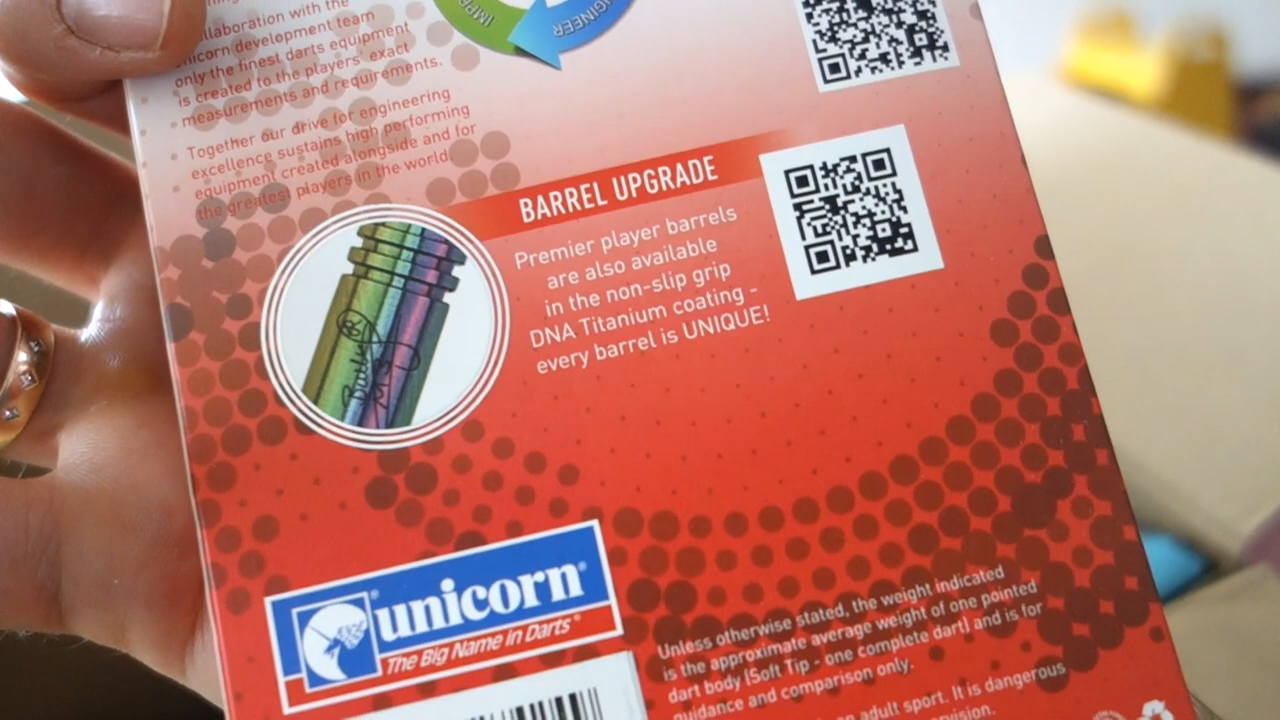 llaboration with the
nicorn development team
only the finest darts equipment
is created to the players' exact
measurements and requirements.
Together our drive for engineering
excellence sustains high performing
equipment created alongside and for
the greatest players in the world.
IMPR
NGINEER
BARREL UPGRADE
Premier player barrels
are also available
in the non-slip grip
DNA Titanium coating -
every barrel is UNIQUE!
unicorn®
The Big Name in Darts™
Unless otherwise stated, the weight indicated
is the approximate average weight of one pointed
dart body (Soft Tip - one complete dart) and is for
guidance and comparison only.
an adult sport. It is dangerous